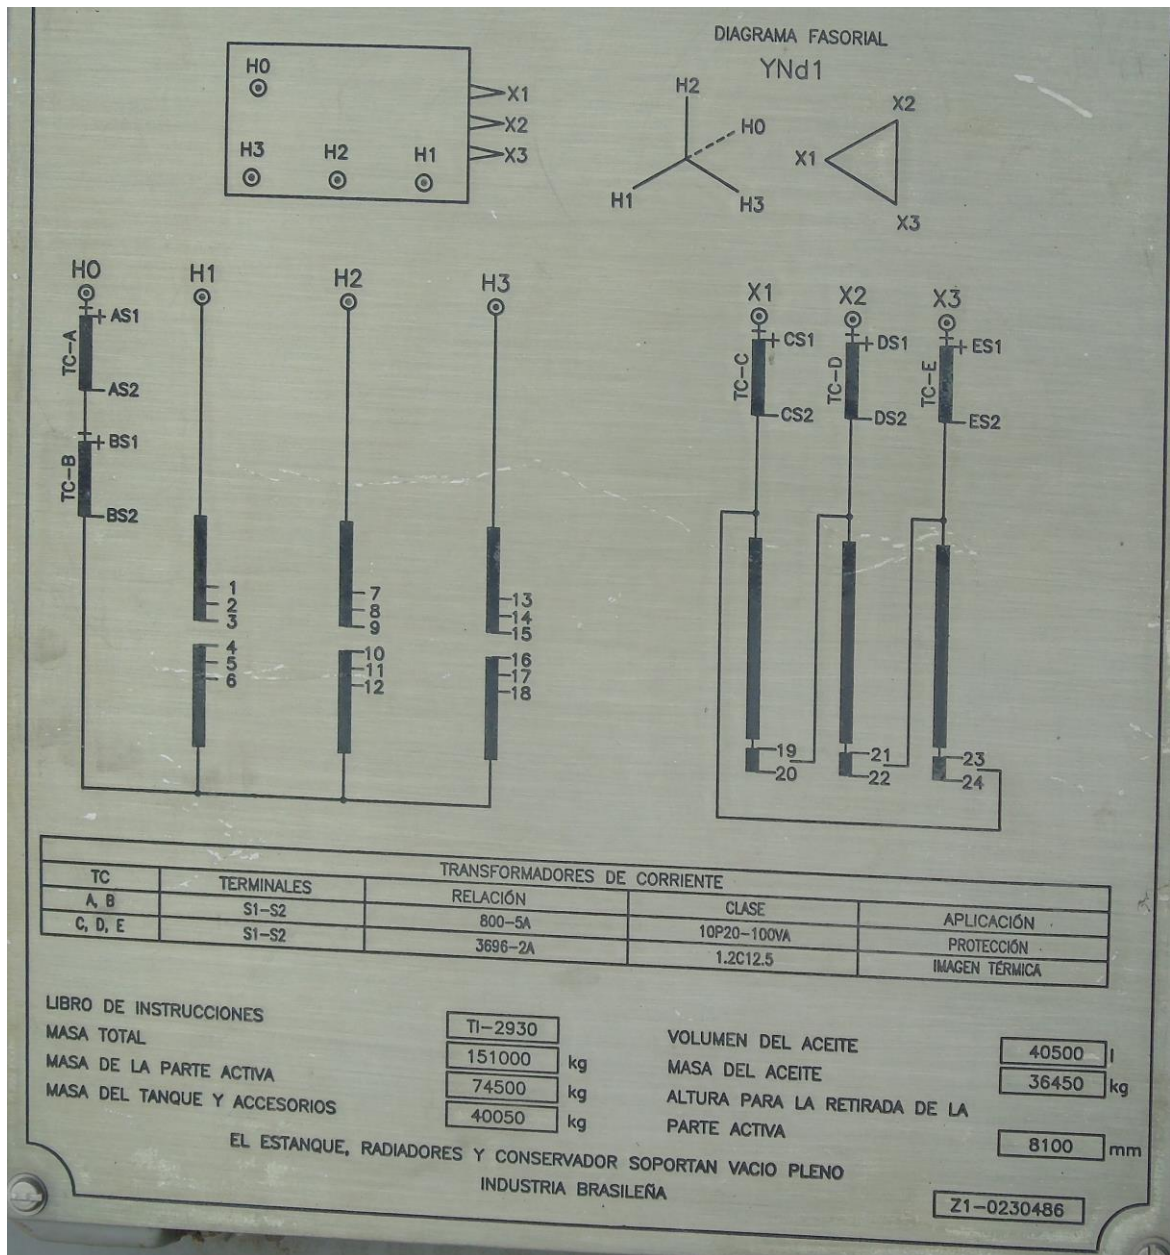 DIAGRAMA FASORIAL
YNd1
H0
H3 H2 H1
X1
X2
X3
H2
H0
H1
H3
X2
X1
X3
H0 H1 H2 H3 X1 X2 X3
+ AS1
TC-A
AS2
+ BS1
TC-B
BS2
+ CS1
TC-C
CS2
+ DS1
TC-D
DS2
+ ES1
TC-E
ES2
1
2
3
4
5
6
7
8
9
10
11
12
13
14
15
16
17
18
19
20
21
22
23
24
TRANSFORMADORES DE CORRIENTE
TC TERMINALES RELACIÓN CLASE APLICACIÓN
A, B S1-S2 800-5A 10P20-100VA PROTECCIÓN
C, D, E S1-S2 3696-2A 1.2C12.5 IMAGEN TÉRMICA
LIBRO DE INSTRUCCIONES TI-2930
MASA TOTAL 151000 kg
MASA DE LA PARTE ACTIVA 74500 kg
MASA DEL TANQUE Y ACCESORIOS 40050 kg
VOLUMEN DEL ACEITE 40500 l
MASA DEL ACEITE 36450 kg
ALTURA PARA LA RETIRADA DE LA
PARTE ACTIVA 8100 mm
EL ESTANQUE, RADIADORES Y CONSERVADOR SOPORTAN VACIO PLENO
INDUSTRIA BRASILEÑA
Z1-0230486